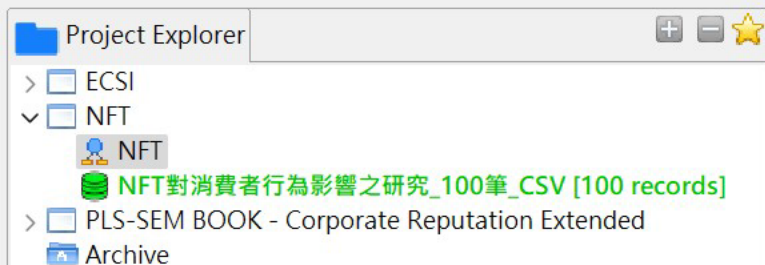 Project Explorer
ECSI
NFT
NFT
NFT對消費者行為影響之研究_100筆_CSV [100 records]
PLS-SEM BOOK - Corporate Reputation Extended
Archive